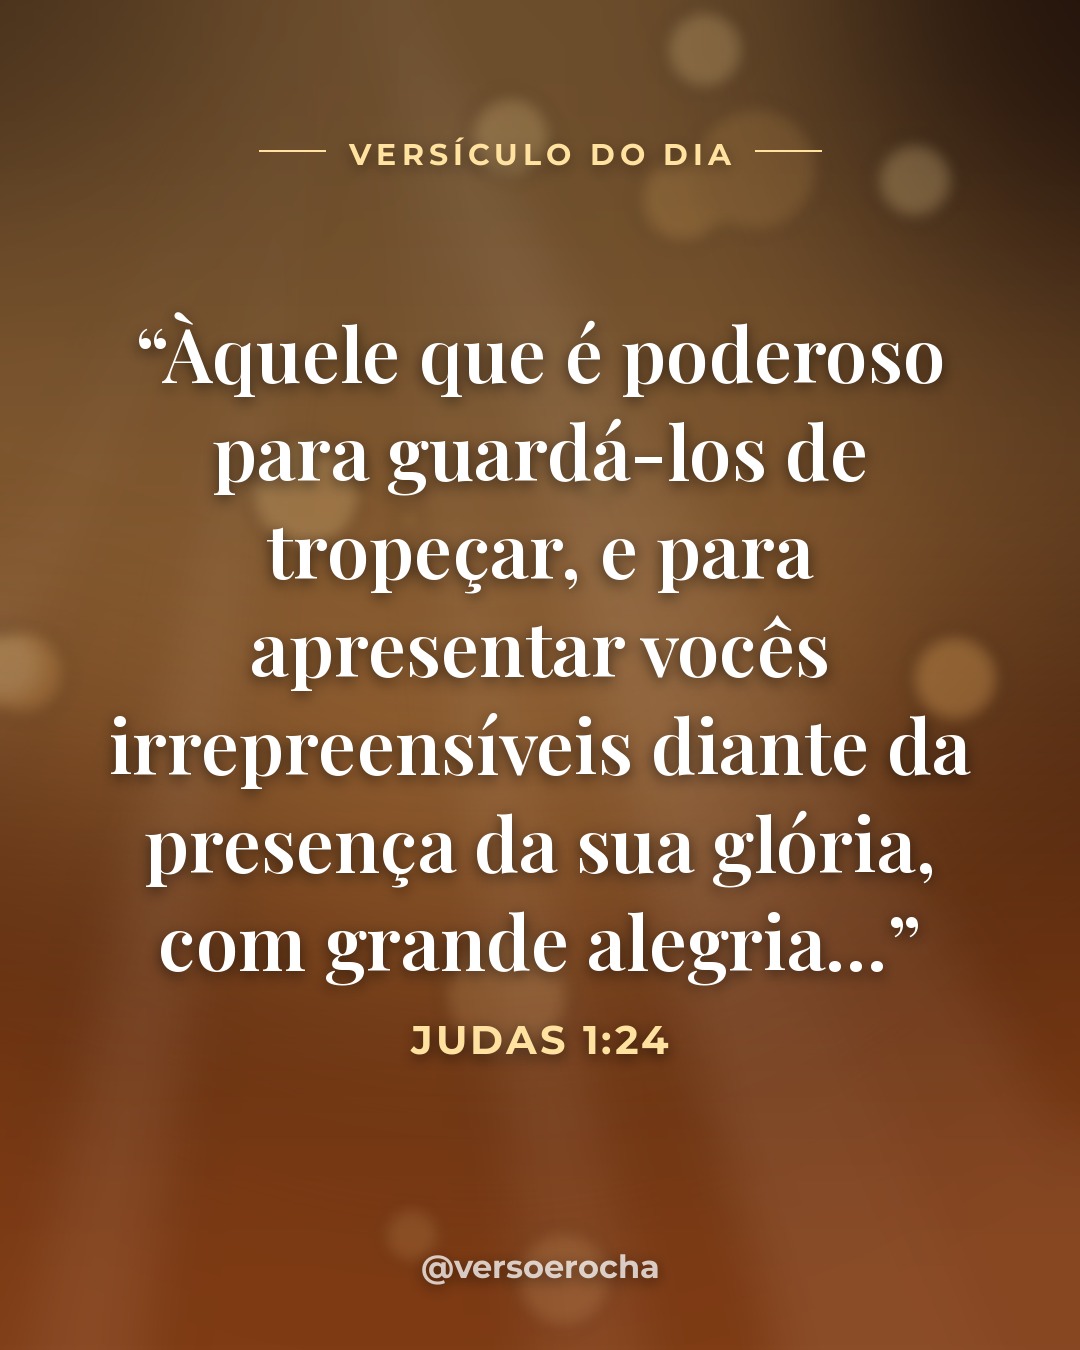 VERSÍCULO DO DIA
“Àquele que é poderoso
para guardá-los de
tropeçar, e para
apresentar vocês
irrepreensíveis diante da
presença da sua glória,
com grande alegria...”
JUDAS 1:24
@versoerocha